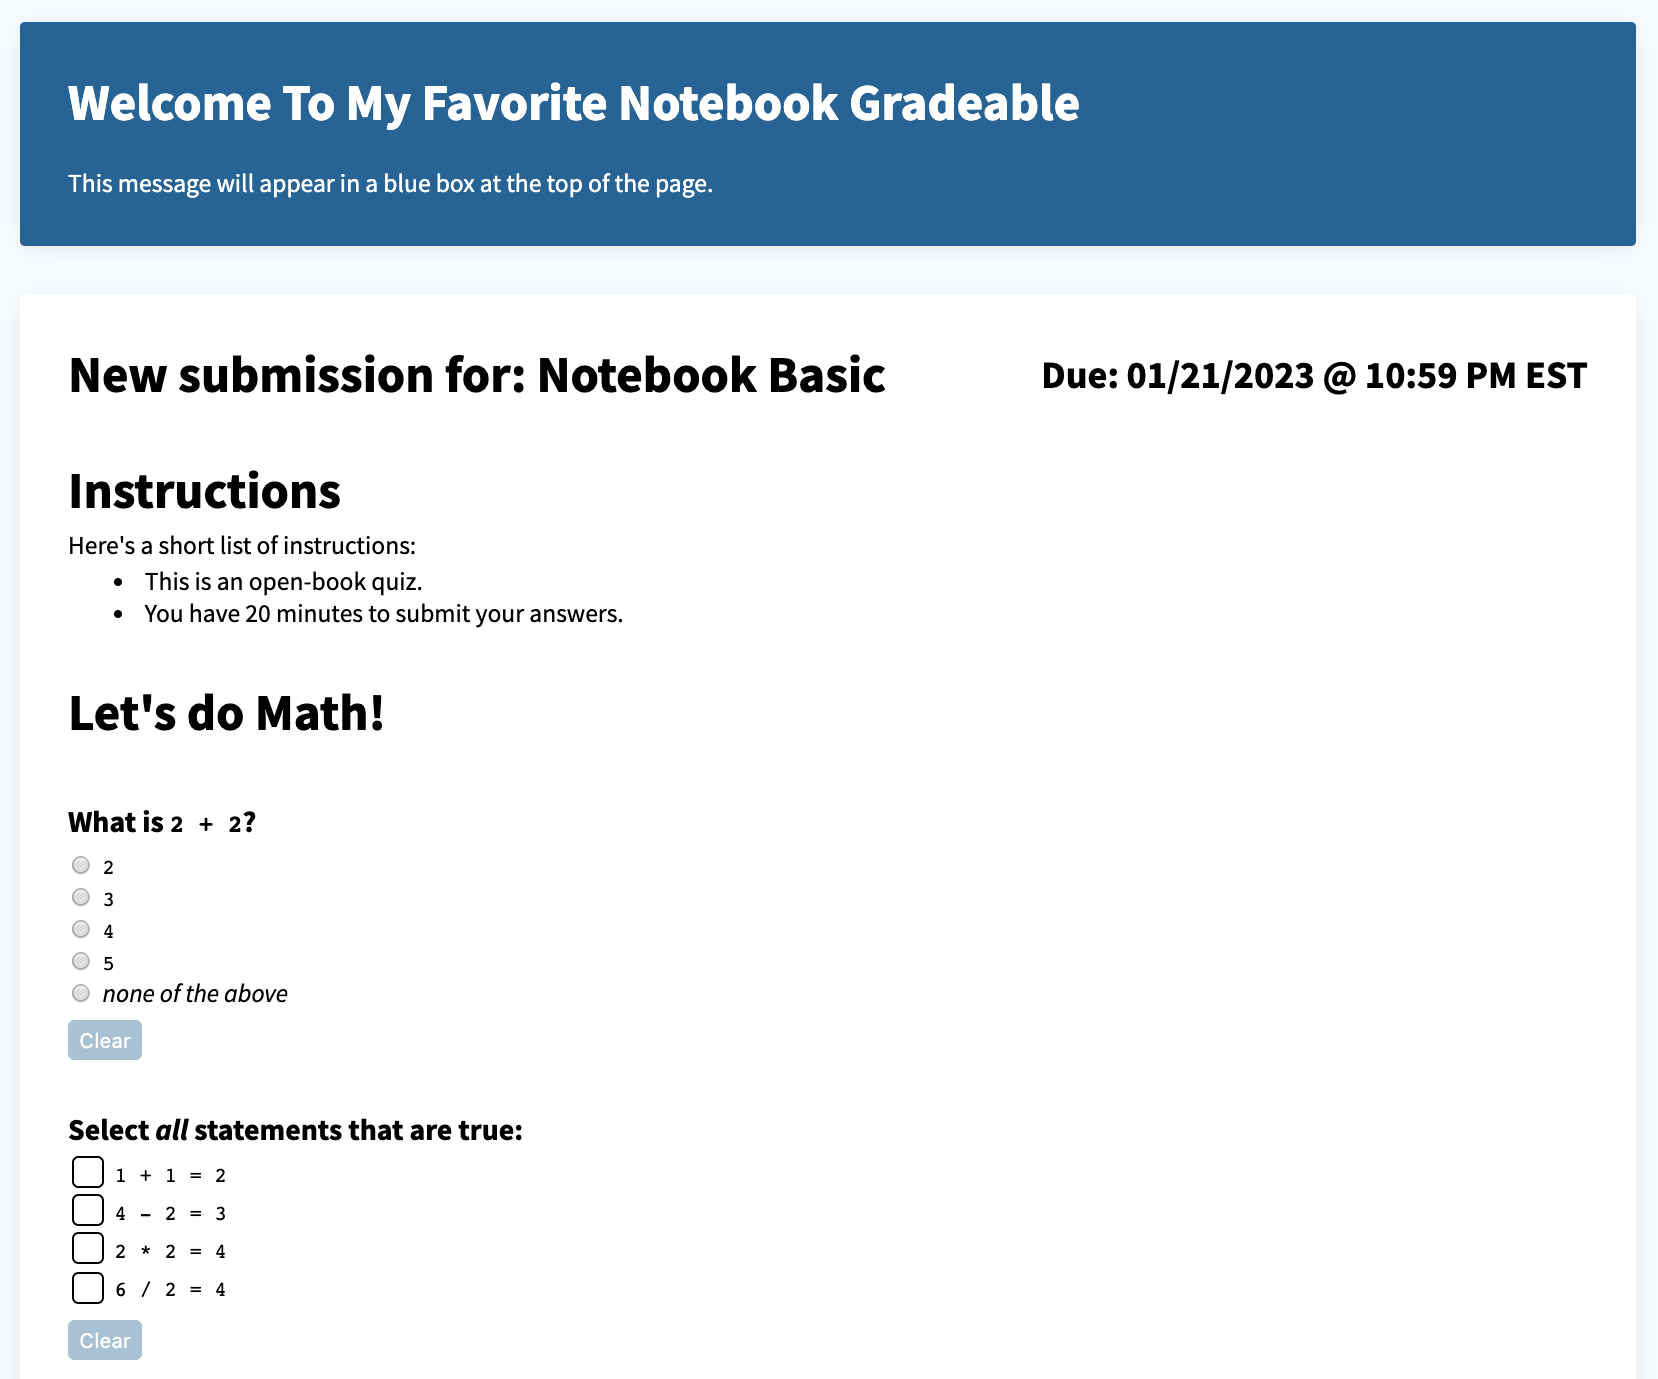 Welcome To My Favorite Notebook Gradeable
This message will appear in a blue box at the top of the page.
New submission for: Notebook Basic
Due: 01/21/2023 @ 10:59 PM EST
Instructions
Here's a short list of instructions:
• This is an open-book quiz.
• You have 20 minutes to submit your answers.
Let's do Math!
What is 2 + 2?
2
3
4
5
none of the above
Clear
Select all statements that are true:
1 + 1 = 2
4 - 2 = 3
2 * 2 = 4
6 / 2 = 4
Clear